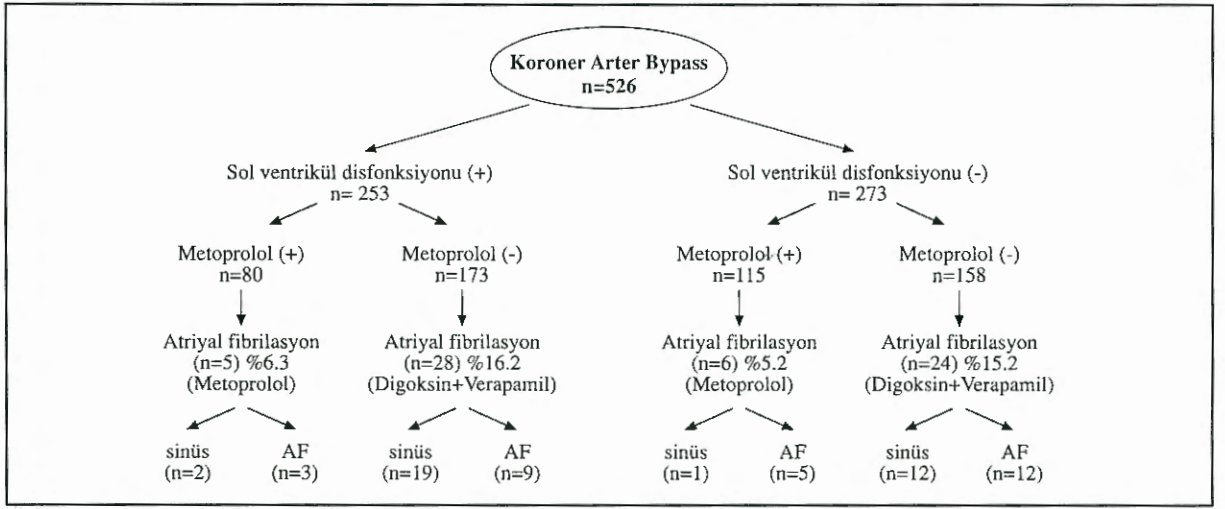 Koroner Arter Bypass
n=526
Sol ventrikül disfonksiyonu (+)
n= 253
Sol ventrikül disfonksiyonu (-)
n= 273
Metoprolol (+)
n=80
Metoprolol (-)
n=173
Metoprolol (+)
n=115
Metoprolol (-)
n=158
Atriyal fibrilasyon
(n=5) %6.3
(Metoprolol)
Atriyal fibrilasyon
(n=28) %16.2
(Digoksin+Verapamil)
Atriyal fibrilasyon
(n=6) %5.2
(Metoprolol)
Atriyal fibrilasyon
(n=24) %15.2
(Digoksin+Verapamil)
sinüs
(n=2)
AF
(n=3)
sinüs
(n=19)
AF
(n=9)
sinüs
(n=1)
AF
(n=5)
sinüs
(n=12)
AF
(n=12)